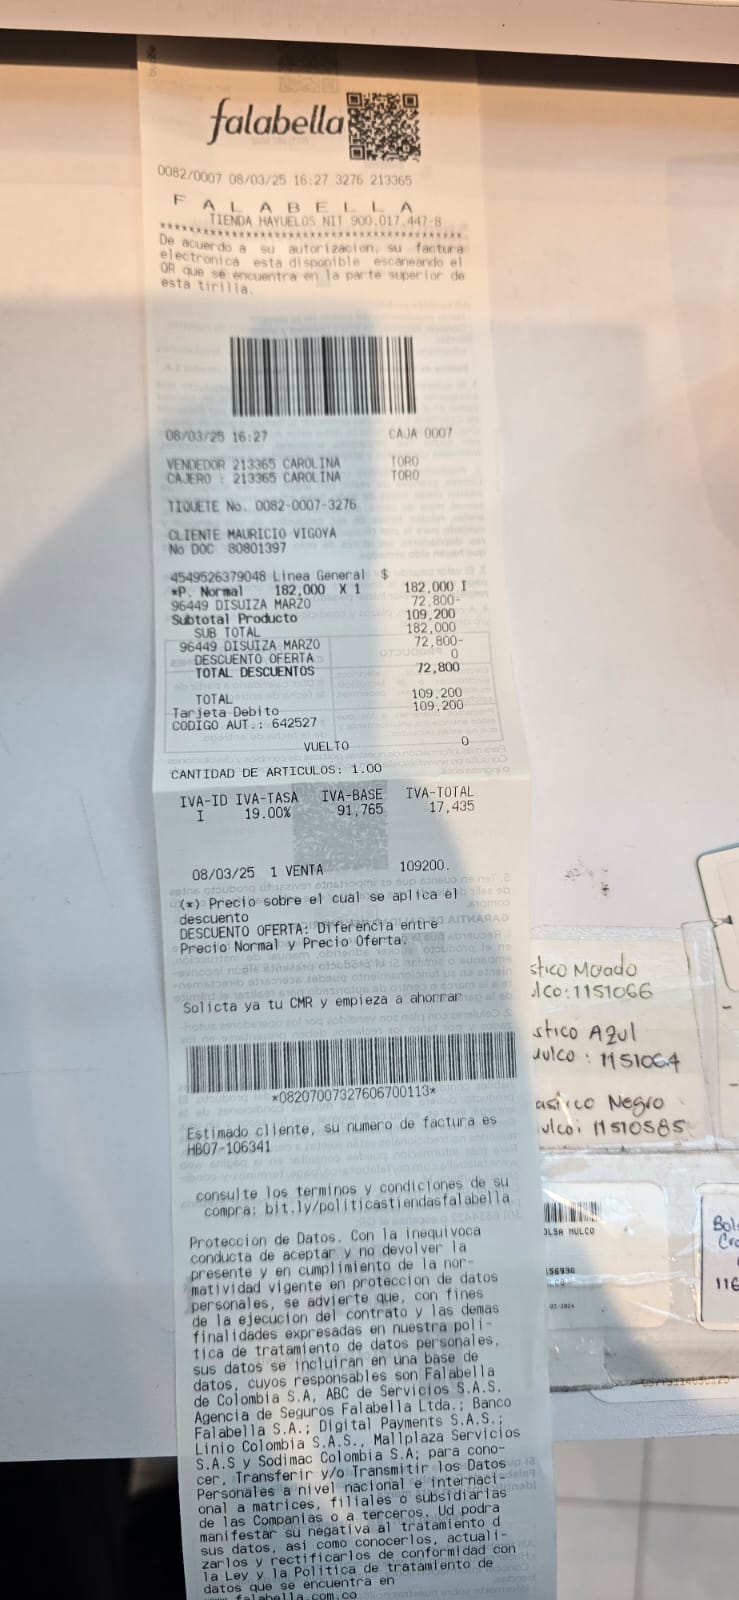 falabella
0082/0007 08/03/25 16:27 3276 213365
F A L A B E L L A
TIENDA HAYUELOS NIT 900.017.447-8
****************************************
De acuerdo a su autorizacion, su factura
electronica esta disponible escaneando el
QR que se encuentra en la parte superior de
esta tirilla.
08/03/25 16:27 CAJA 0007
VENDEDOR 213365 CAROLINA TORO
CAJERO : 213365 CAROLINA TORO
TIQUETE No. 0082-0007-3276
CLIENTE MAURICIO VIGOYA
No DOC 80801397
4549526379048 Linea General $
*P. Normal 182,000 X 1 182,000 I
96449 DISUIZA MARZO 72,800-
Subtotal Producto 109,200
SUB TOTAL 182,000
96449 DISUIZA MARZO 72,800-
DESCUENTO OFERTA 0
TOTAL DESCUENTOS 72,800
TOTAL 109,200
Tarjeta Debito 109,200
CODIGO AUT.: 642527
VUELTO 0
CANTIDAD DE ARTICULOS: 1.00
IVA-ID IVA-TASA IVA-BASE IVA-TOTAL
I 19.00% 91,765 17,435
08/03/25 1 VENTA 109200.
(*) Precio sobre el cual se aplica el
descuento
DESCUENTO OFERTA: Diferencia entre
Precio Normal y Precio Oferta.
Solicita ya tu CMR y empieza a ahorrar
*08207007327606700113*
Estimado cliente, su numero de factura es
HB07-106341
consulte los terminos y condiciones de su
compra: bit.ly/politicastiendasfalabella
Proteccion de Datos. Con la inequivoca
conducta de aceptar y no devolver la
presente y en cumplimiento de la nor-
matividad vigente en proteccion de datos
personales, se advierte que, con fines
de la ejecucion del contrato y las demas
finalidades expresadas en nuestra poli-
tica de tratamiento de datos personales,
sus datos se incluiran en una base de
datos, cuyos responsables son Falabella
de Colombia S.A, ABC de Servicios S.A.S.
Agencia de Seguros Falabella Ltda.; Banco
Falabella S.A.; Digital Payments S.A.S.;
Linio Colombia S.A.S., Mallplaza Servicios
S.A.S y Sodimac Colombia S.A; para cono-
cer, Transferir y/o Transmitir los Datos
Personales a nivel nacional e internaci-
onal a matrices, filiales o subsidiarias
de las Companias o a terceros. Ud podra
manifestar su negativa al tratamiento d
sus datos, asi como conocerlos, actuali-
zarlos y rectificarlos de conformidad con
la Ley y la Politica de tratamiento de
datos que se encuentra en
www.falabella.com.co
stico Morado
ulco: 1151066
stico Azul
ulco : 1151064
astico Negro
ulco: 11510585
OLSA MULCO
156936
Bol
Cr
116